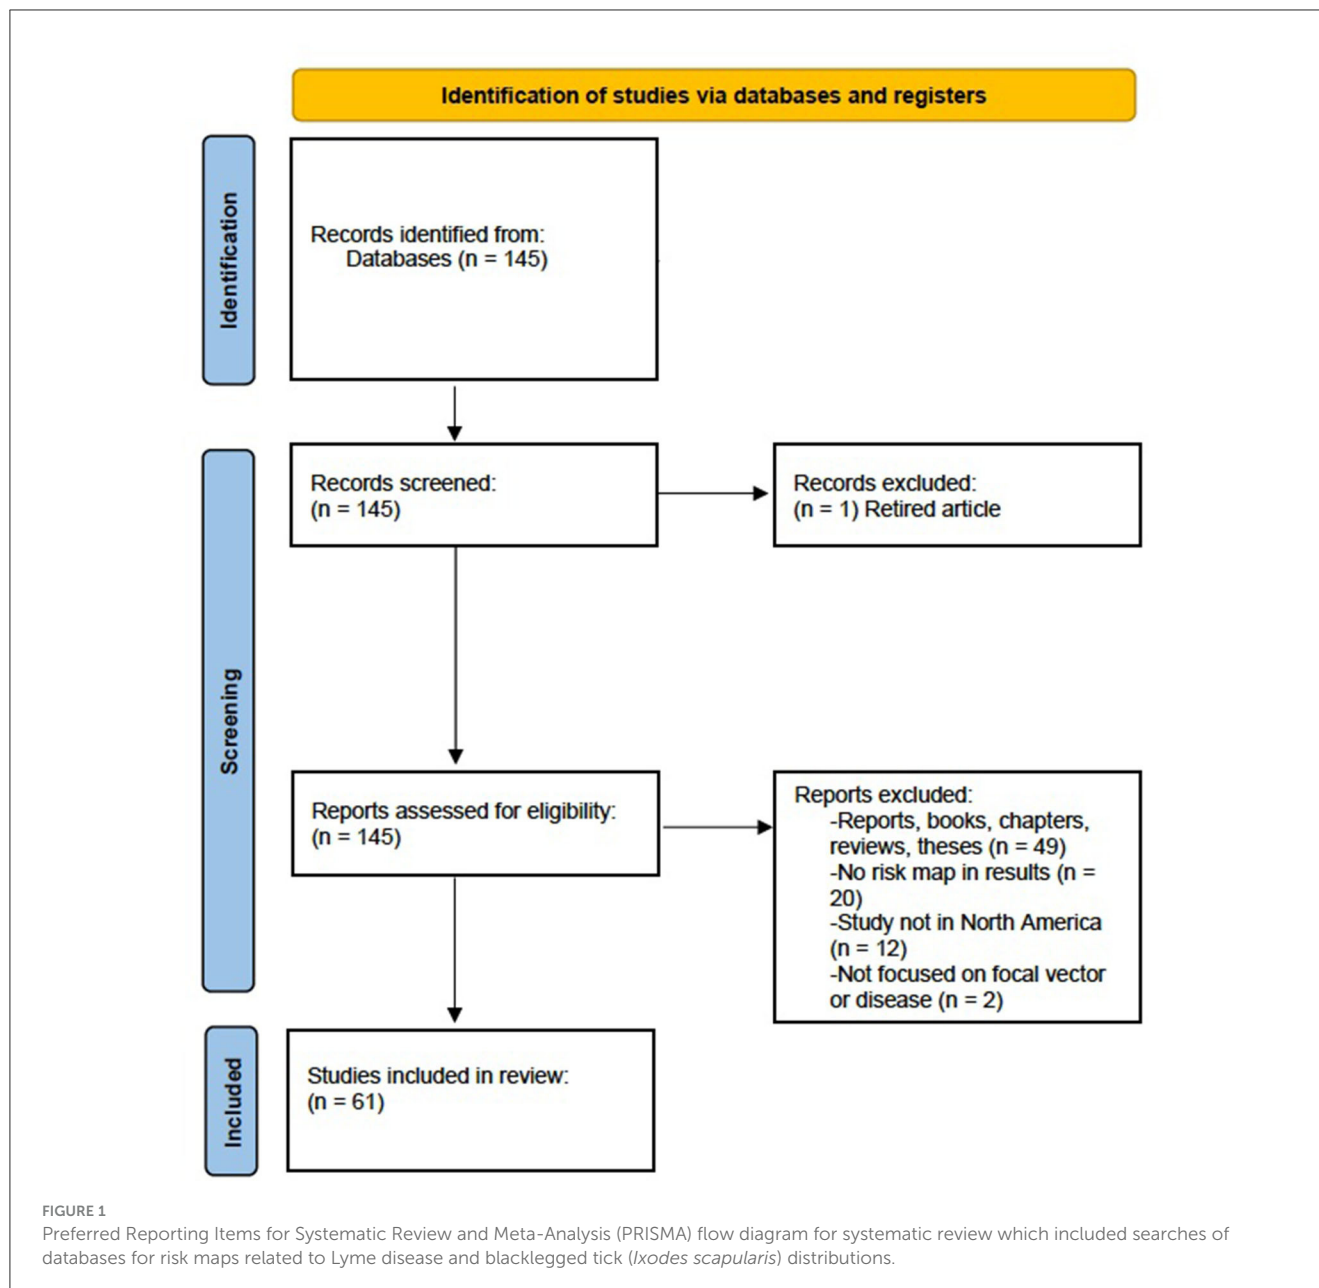 Identification of studies via databases and registers
Identification
Records identified from:
Databases (n = 145)
Screening
Records screened:
(n = 145)
Records excluded:
(n = 1) Retired article
Reports assessed for eligibility:
(n = 145)
Reports excluded:
-Reports, books, chapters,
reviews, theses (n = 49)
-No risk map in results (n =
20)
-Study not in North America
(n = 12)
-Not focused on focal vector
or disease (n = 2)
Included
Studies included in review:
(n = 61)
FIGURE 1
Preferred Reporting Items for Systematic Review and Meta-Analysis (PRISMA) flow diagram for systematic review which included searches of
databases for risk maps related to Lyme disease and blacklegged tick (Ixodes scapularis) distributions.